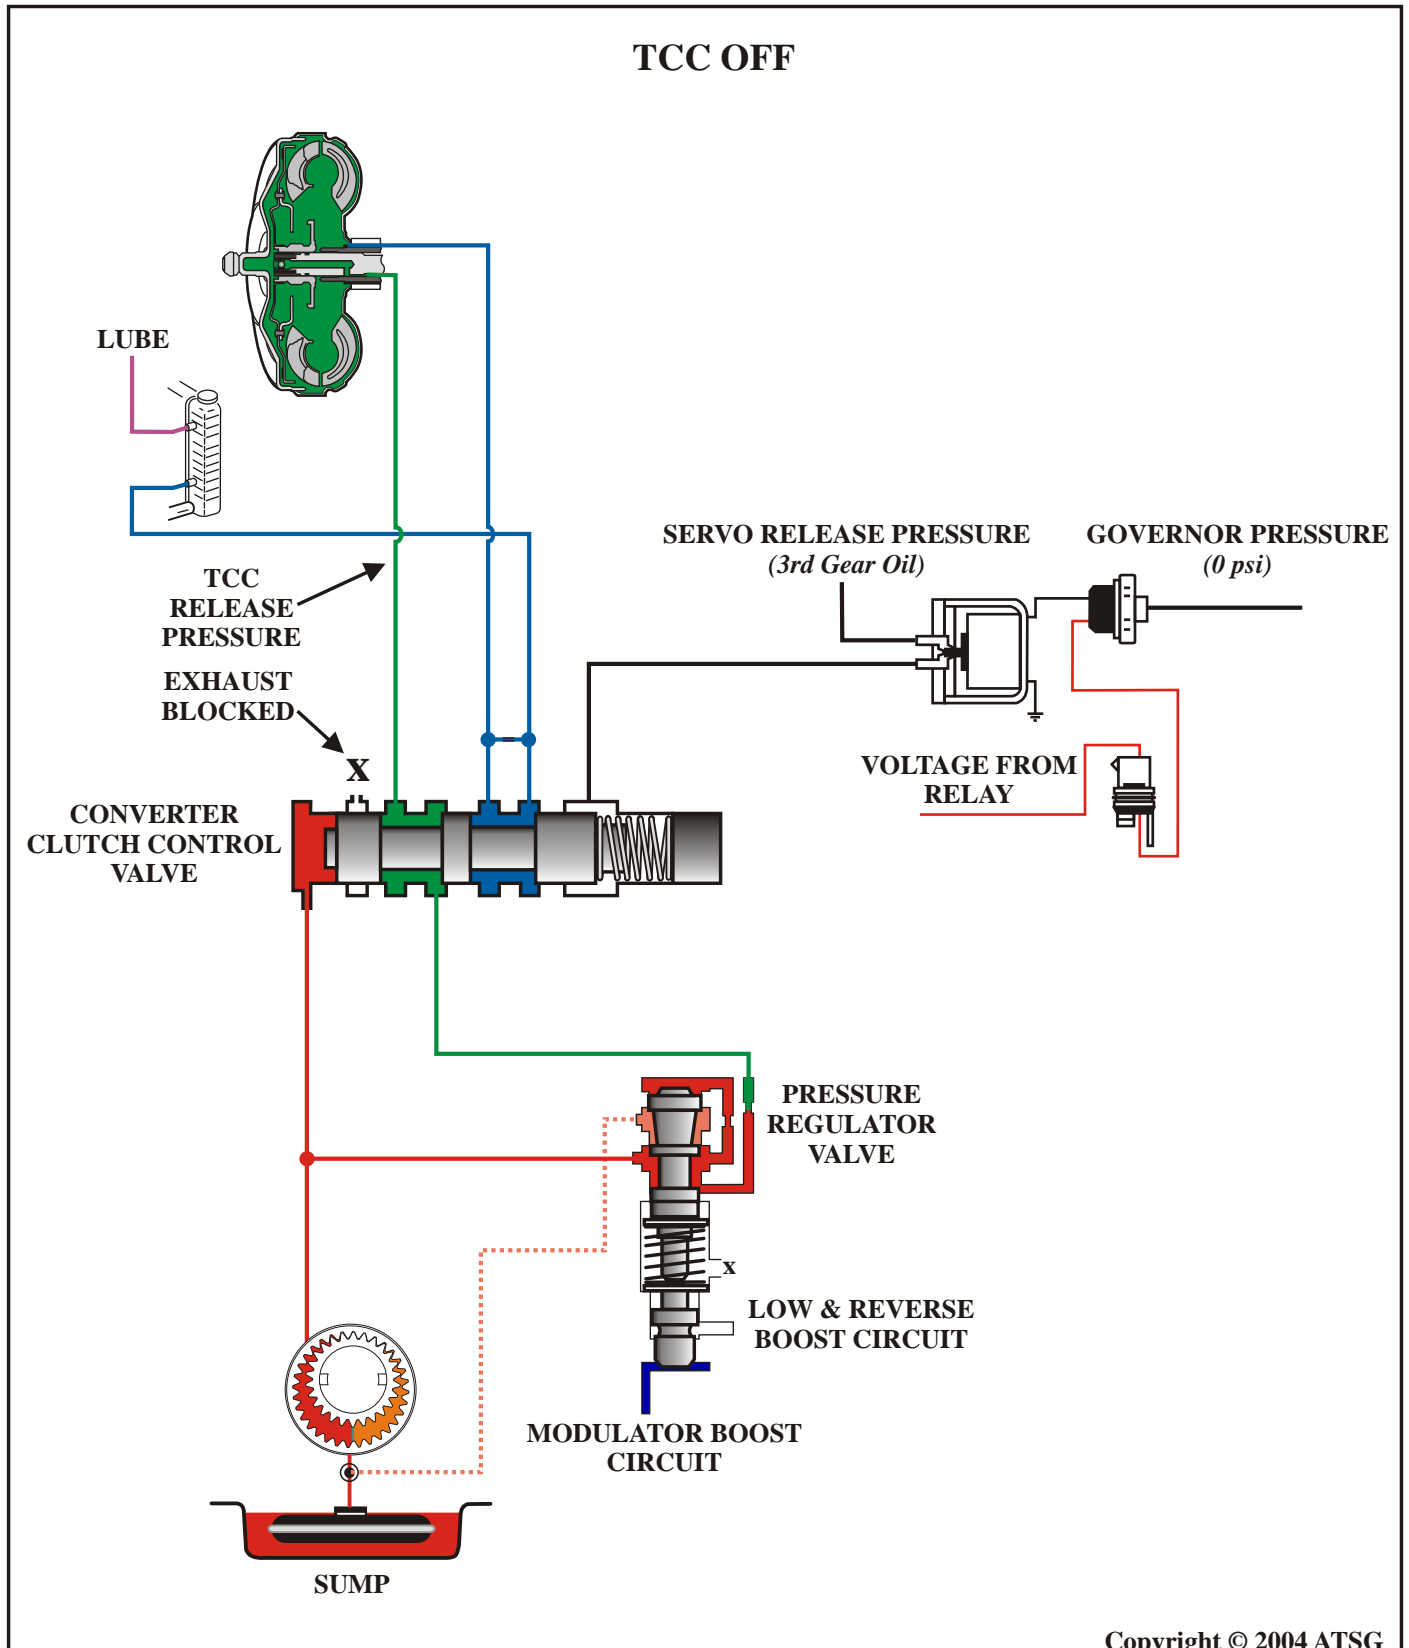 TCC OFF
LUBE
SERVO RELEASE PRESSURE
(3rd Gear Oil)
GOVERNOR PRESSURE
(0 psi)
TCC
RELEASE
PRESSURE
EXHAUST
BLOCKED
X
VOLTAGE FROM
RELAY
CONVERTER
CLUTCH CONTROL
VALVE
PRESSURE
REGULATOR
VALVE
x
LOW & REVERSE
BOOST CIRCUIT
MODULATOR BOOST
CIRCUIT
SUMP
Copyright © 2004 ATSG